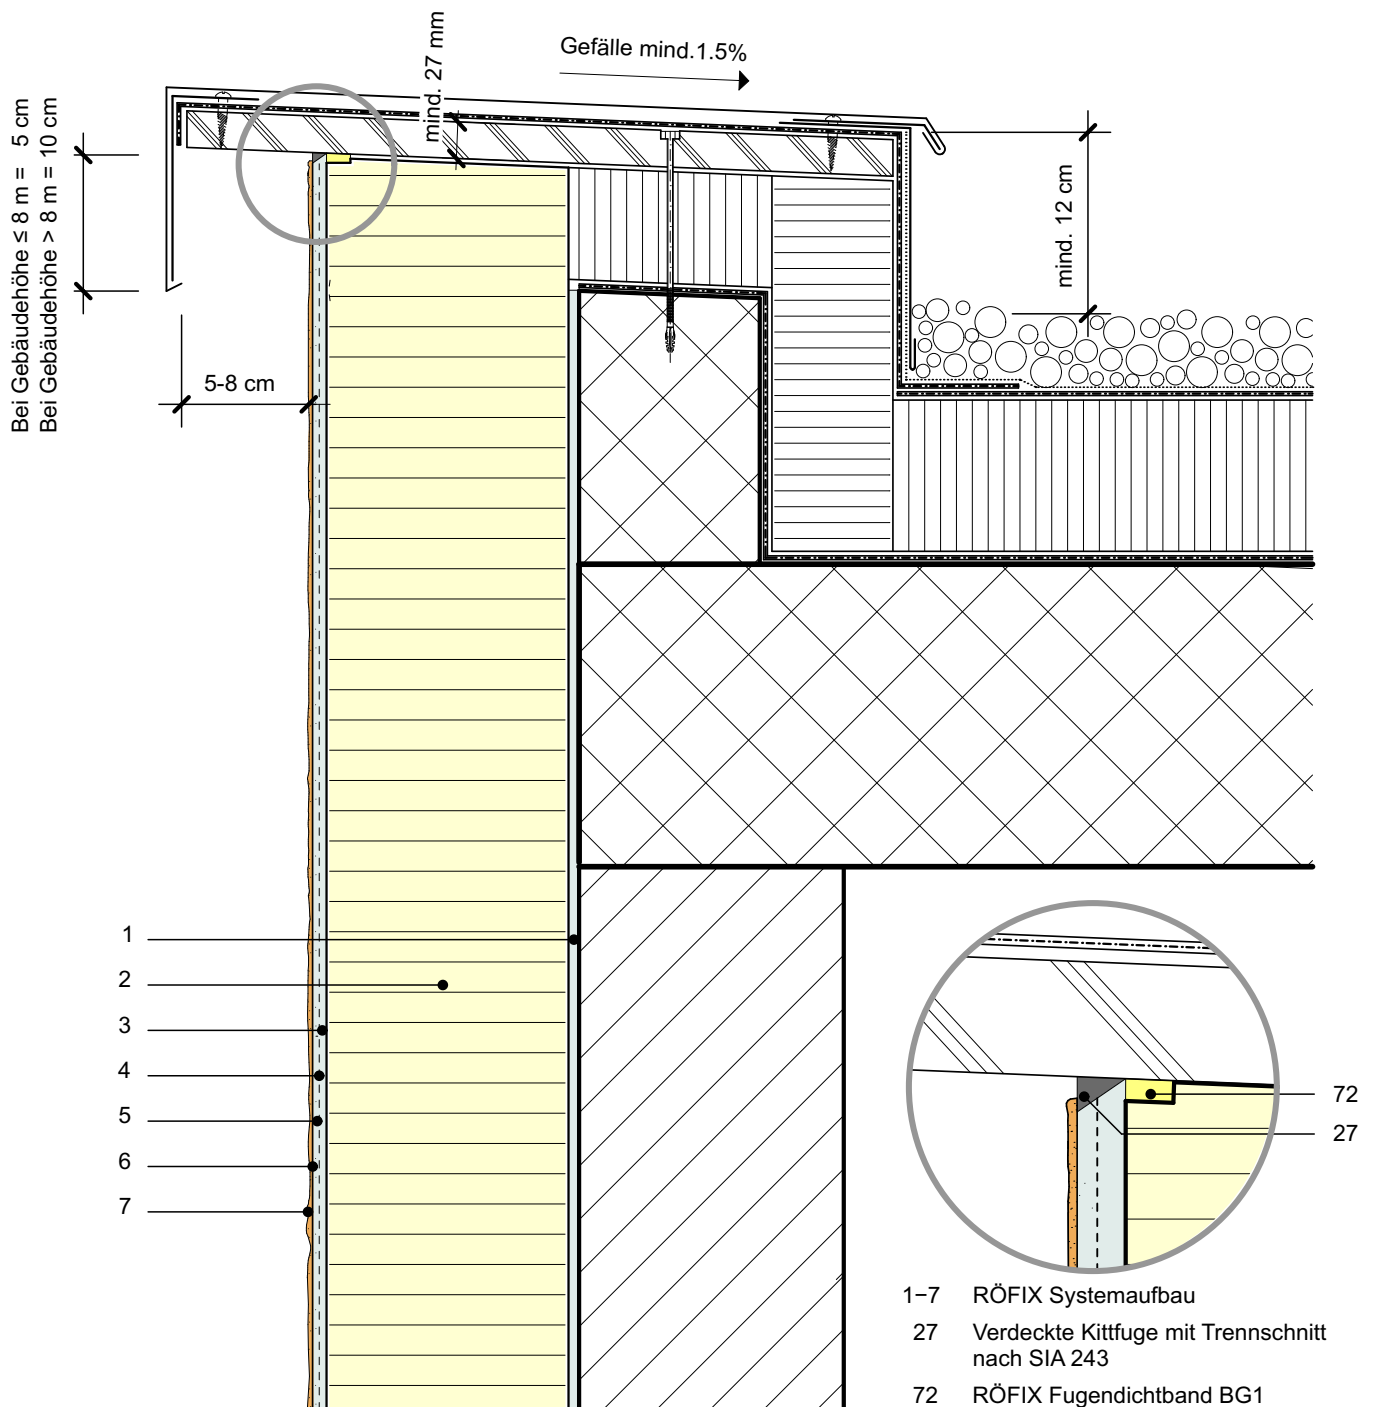 Gefälle mind.1.5%
mind. 27 mm
Bei Gebäudehöhe ≤ 8 m = 5 cm
Bei Gebäudehöhe > 8 m = 10 cm
mind. 12 cm
5-8 cm
1
2
3
4
5
6
7
72
27
1–7 RÖFIX Systemaufbau
27 Verdeckte Kittfuge mit Trennschnitt
nach SIA 243
72 RÖFIX Fugendichtband BG1